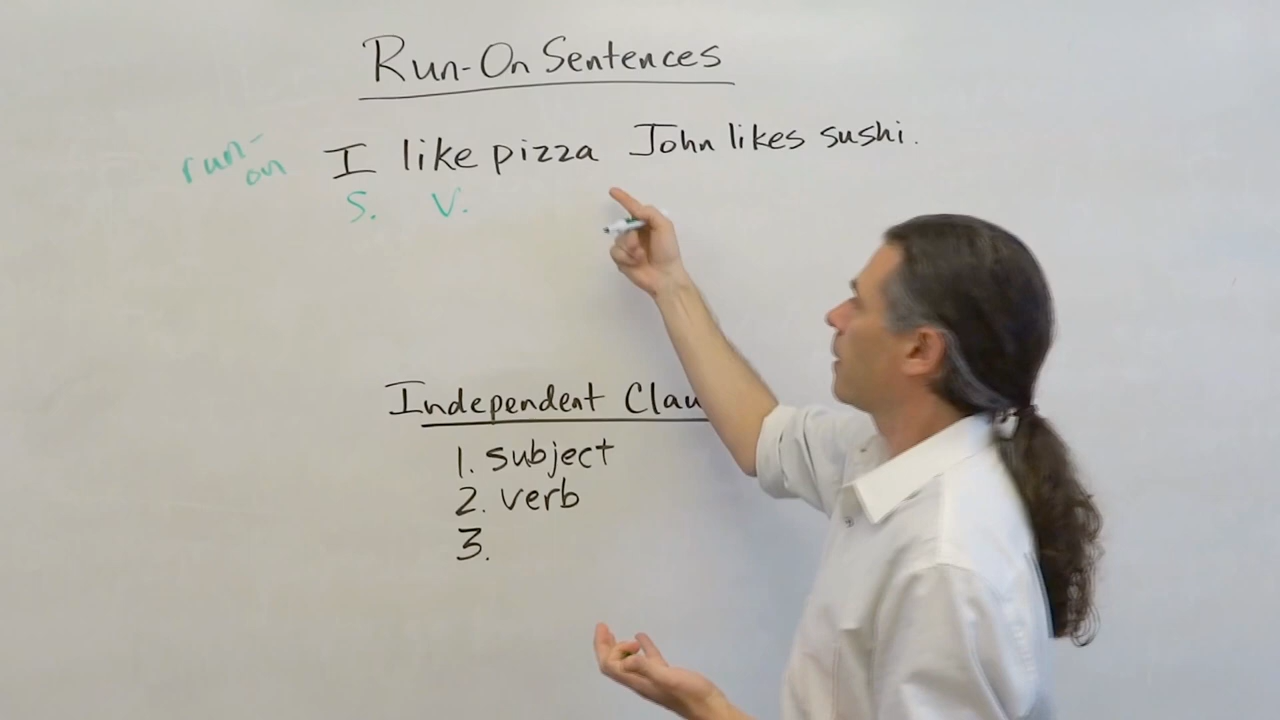 Run-On Sentences
run-
on
I like pizza John likes sushi.
S. V.
Independent Clau
1. subject
2. verb
3.